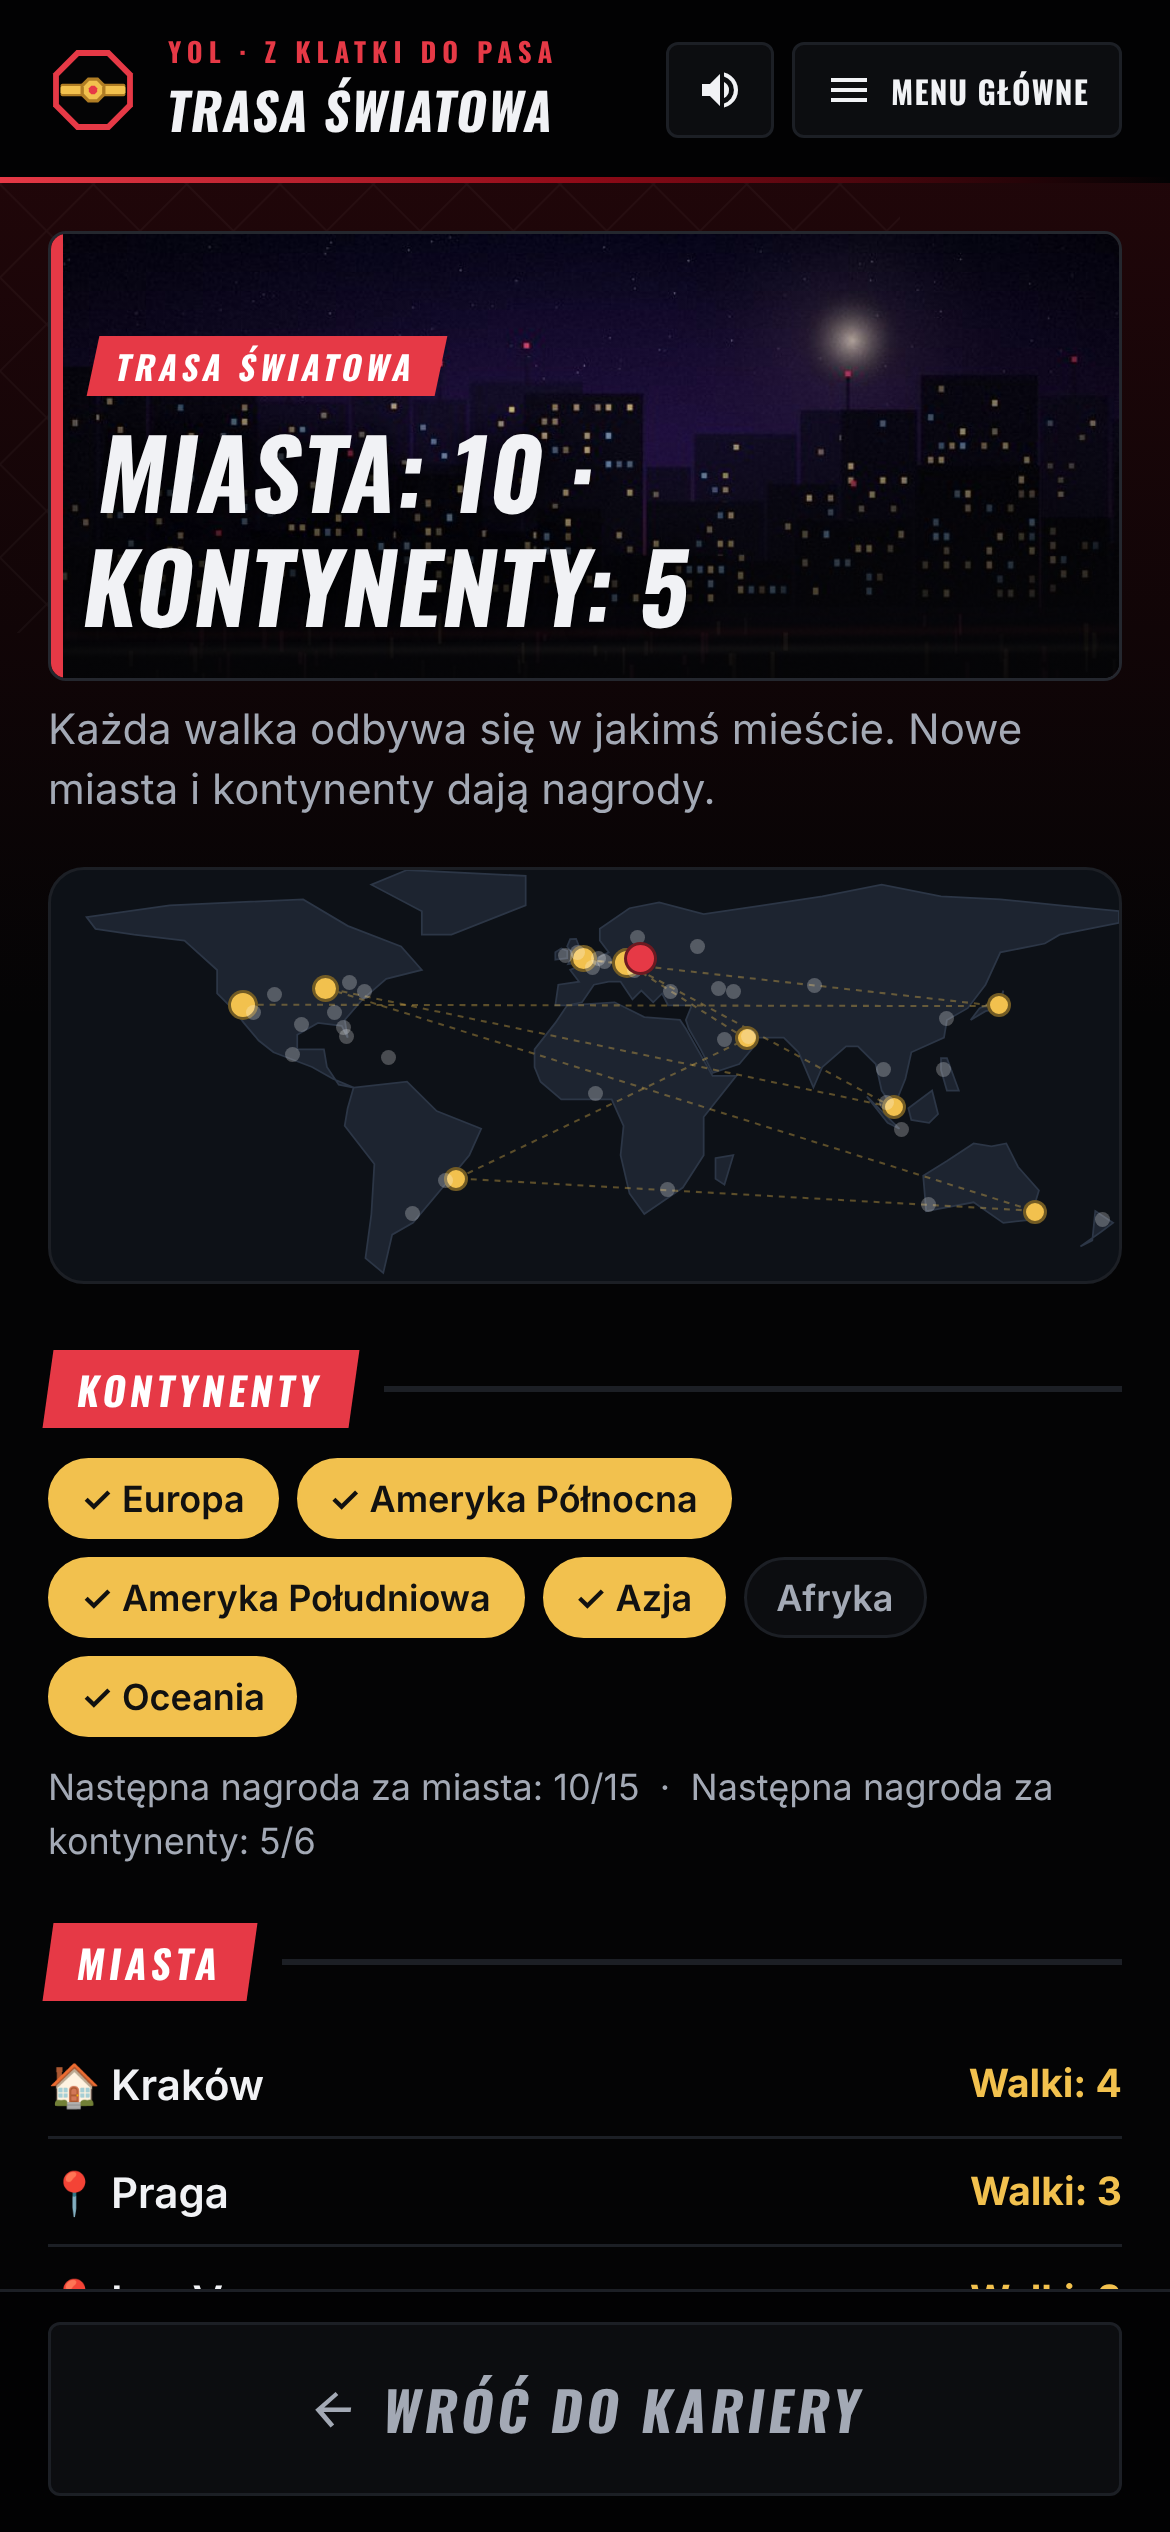 YOL · Z KLATKI DO PASA
TRASA ŚWIATOWA
MENU GŁÓWNE
TRASA ŚWIATOWA
MIASTA: 10 ·
KONTYNENTY: 5
Każda walka odbywa się w jakimś mieście. Nowe
miasta i kontynenty dają nagrody.
KONTYNENTY
✓ Europa
✓ Ameryka Północna
✓ Ameryka Południowa
✓ Azja
Afryka
✓ Oceania
Następna nagroda za miasta: 10/15 · Następna nagroda za
kontynenty: 5/6
MIASTA
Kraków
Walki: 4
Praga
Walki: 3
← WRÓĆ DO KARIERY